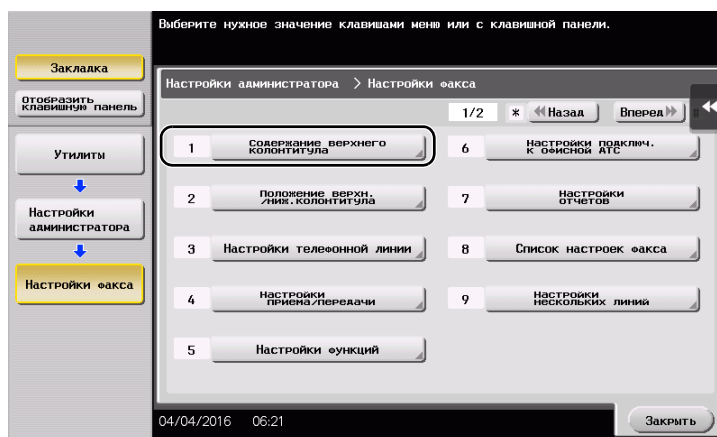 Выберите нужное значение клавишами меню или с клавишной панели.
Закладка
Отобразить
клавишную панель
Утилиты
Настройки
администратора
Настройки факса
Настройки администратора > Настройки факса
1/2 * Назад Вперед
1 Содержание верхнего
колонтитула
2 Положение верхн.
/ниж.колонтитула
3 Настройки телефонной линии
4 Настройки
приема/передачи
5 Настройки функций
6 Настройки подключ.
к офисной АТС
7 Настройки
отчетов
8 Список настроек факса
9 Настройки
нескольких линий
04/04/2016 06:21
Закрыть